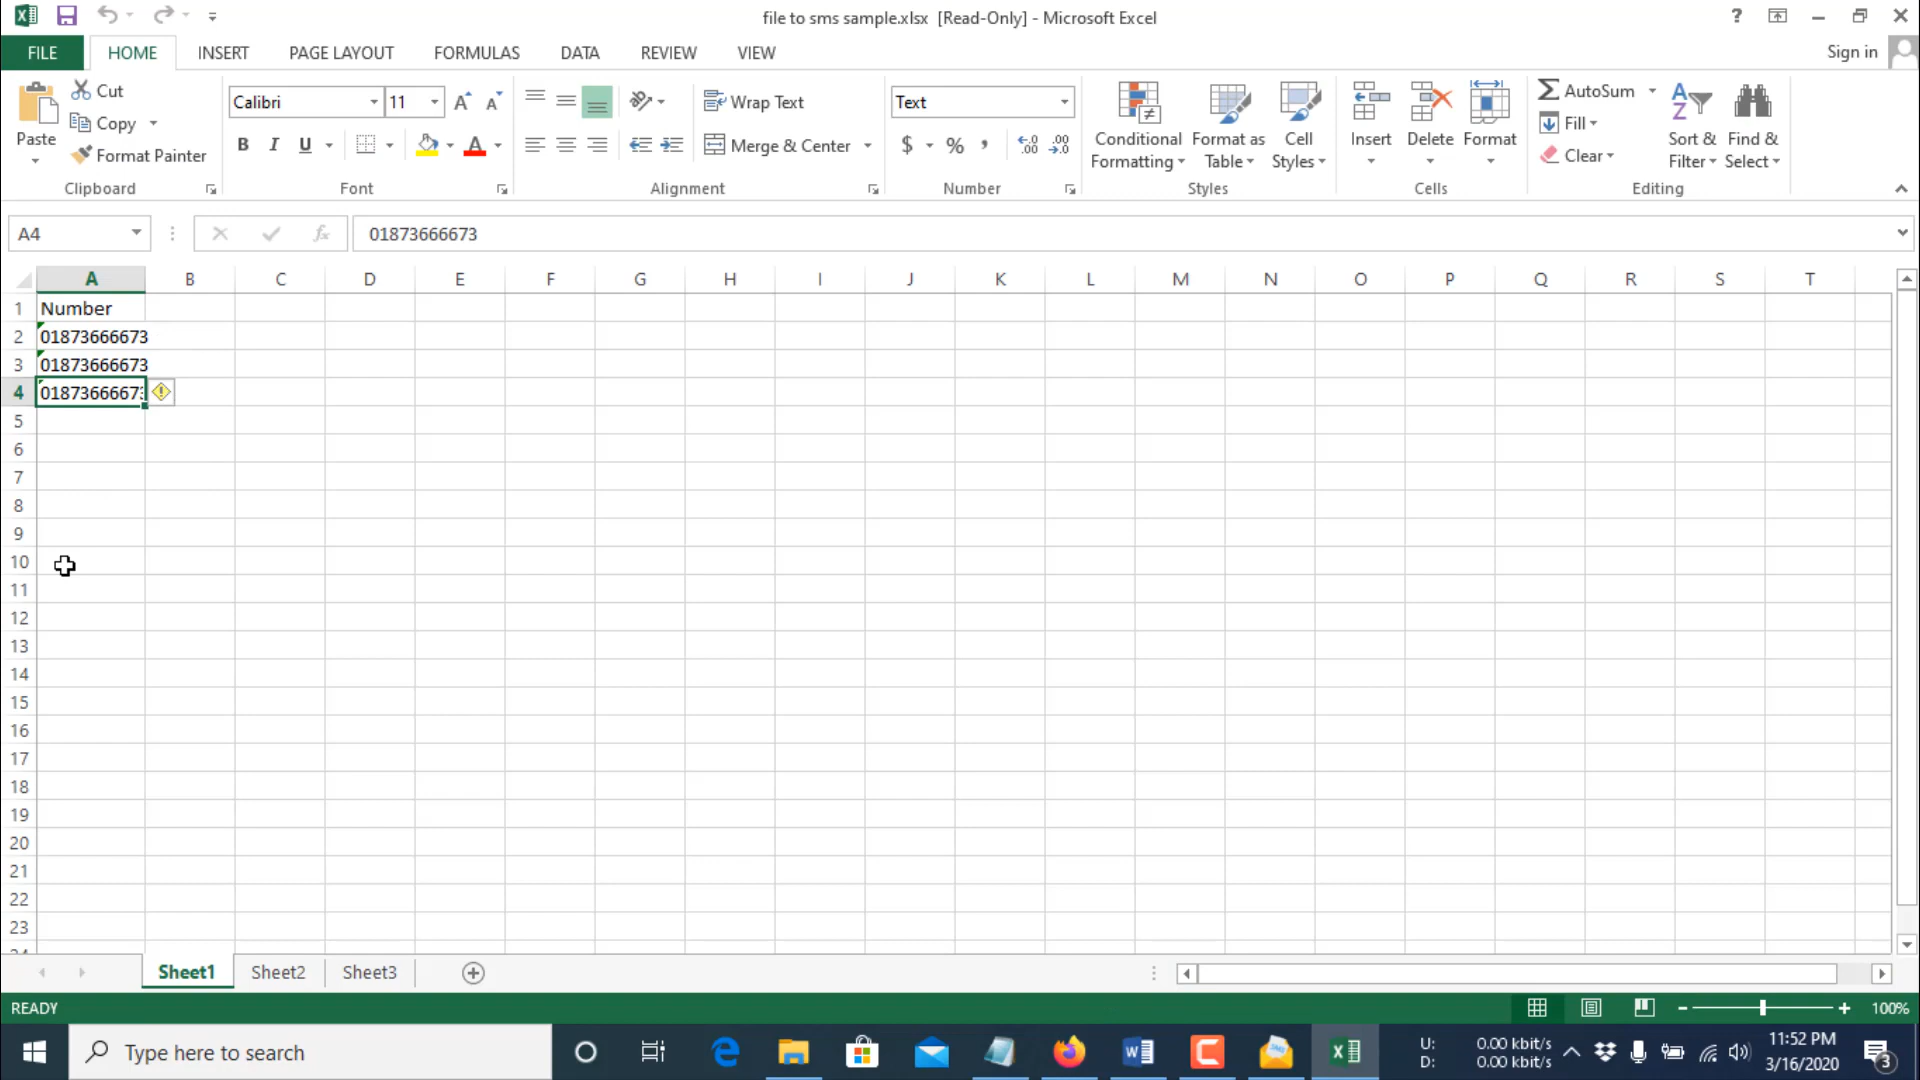 file to sms sample.xlsx [Read-Only] - Microsoft Excel
?
FILE HOME INSERT PAGE LAYOUT FORMULAS DATA REVIEW VIEW
Sign in
Paste
Cut
Copy
Format Painter
Clipboard
Calibri 11
B I U
Font
Wrap Text
Merge & Center
Alignment
Text
$ % ,
Number
Conditional Formatting
Format as Table
Cell Styles
Styles
Insert Delete Format
Cells
AutoSum
Fill
Clear
Sort & Filter
Find & Select
Editing
A4
fx
01873666673
A B C D E F G H I J K L M N O P Q R S T
1 Number
2 01873666673
3 01873666673
4 01873666673
5
6
7
8
9
10
11
12
13
14
15
16
17
18
19
20
21
22
23
24
Sheet1 Sheet2 Sheet3
READY
100%
Type here to search
U: 0.00 kbit/s
D: 0.00 kbit/s
11:52 PM
3/16/2020
3